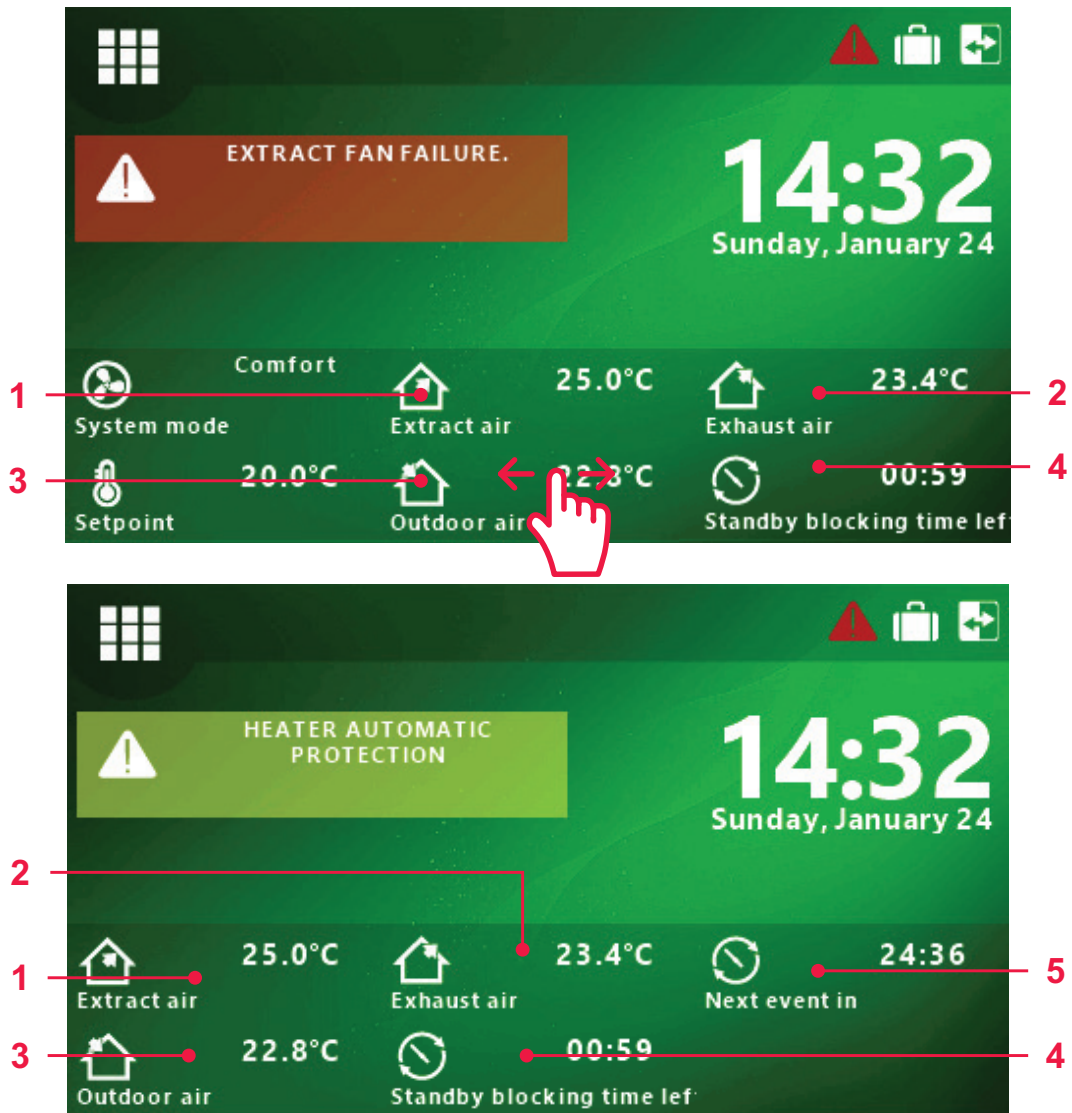 14:32
Sunday, January 24
EXTRACT FAN FAILURE.
Comfort 25.0°C 23.4°C
1 2
System mode Extract air Exhaust air
3 20.0°C 22.8°C 00:59 4
Setpoint Outdoor air Standby blocking time lef
14:32
Sunday, January 24
HEATER AUTOMATIC
PROTECTION
2
25.0°C 23.4°C 24:36
1 5
Extract air Exhaust air Next event in
3 22.8°C 00:59 4
Outdoor air Standby blocking time lef